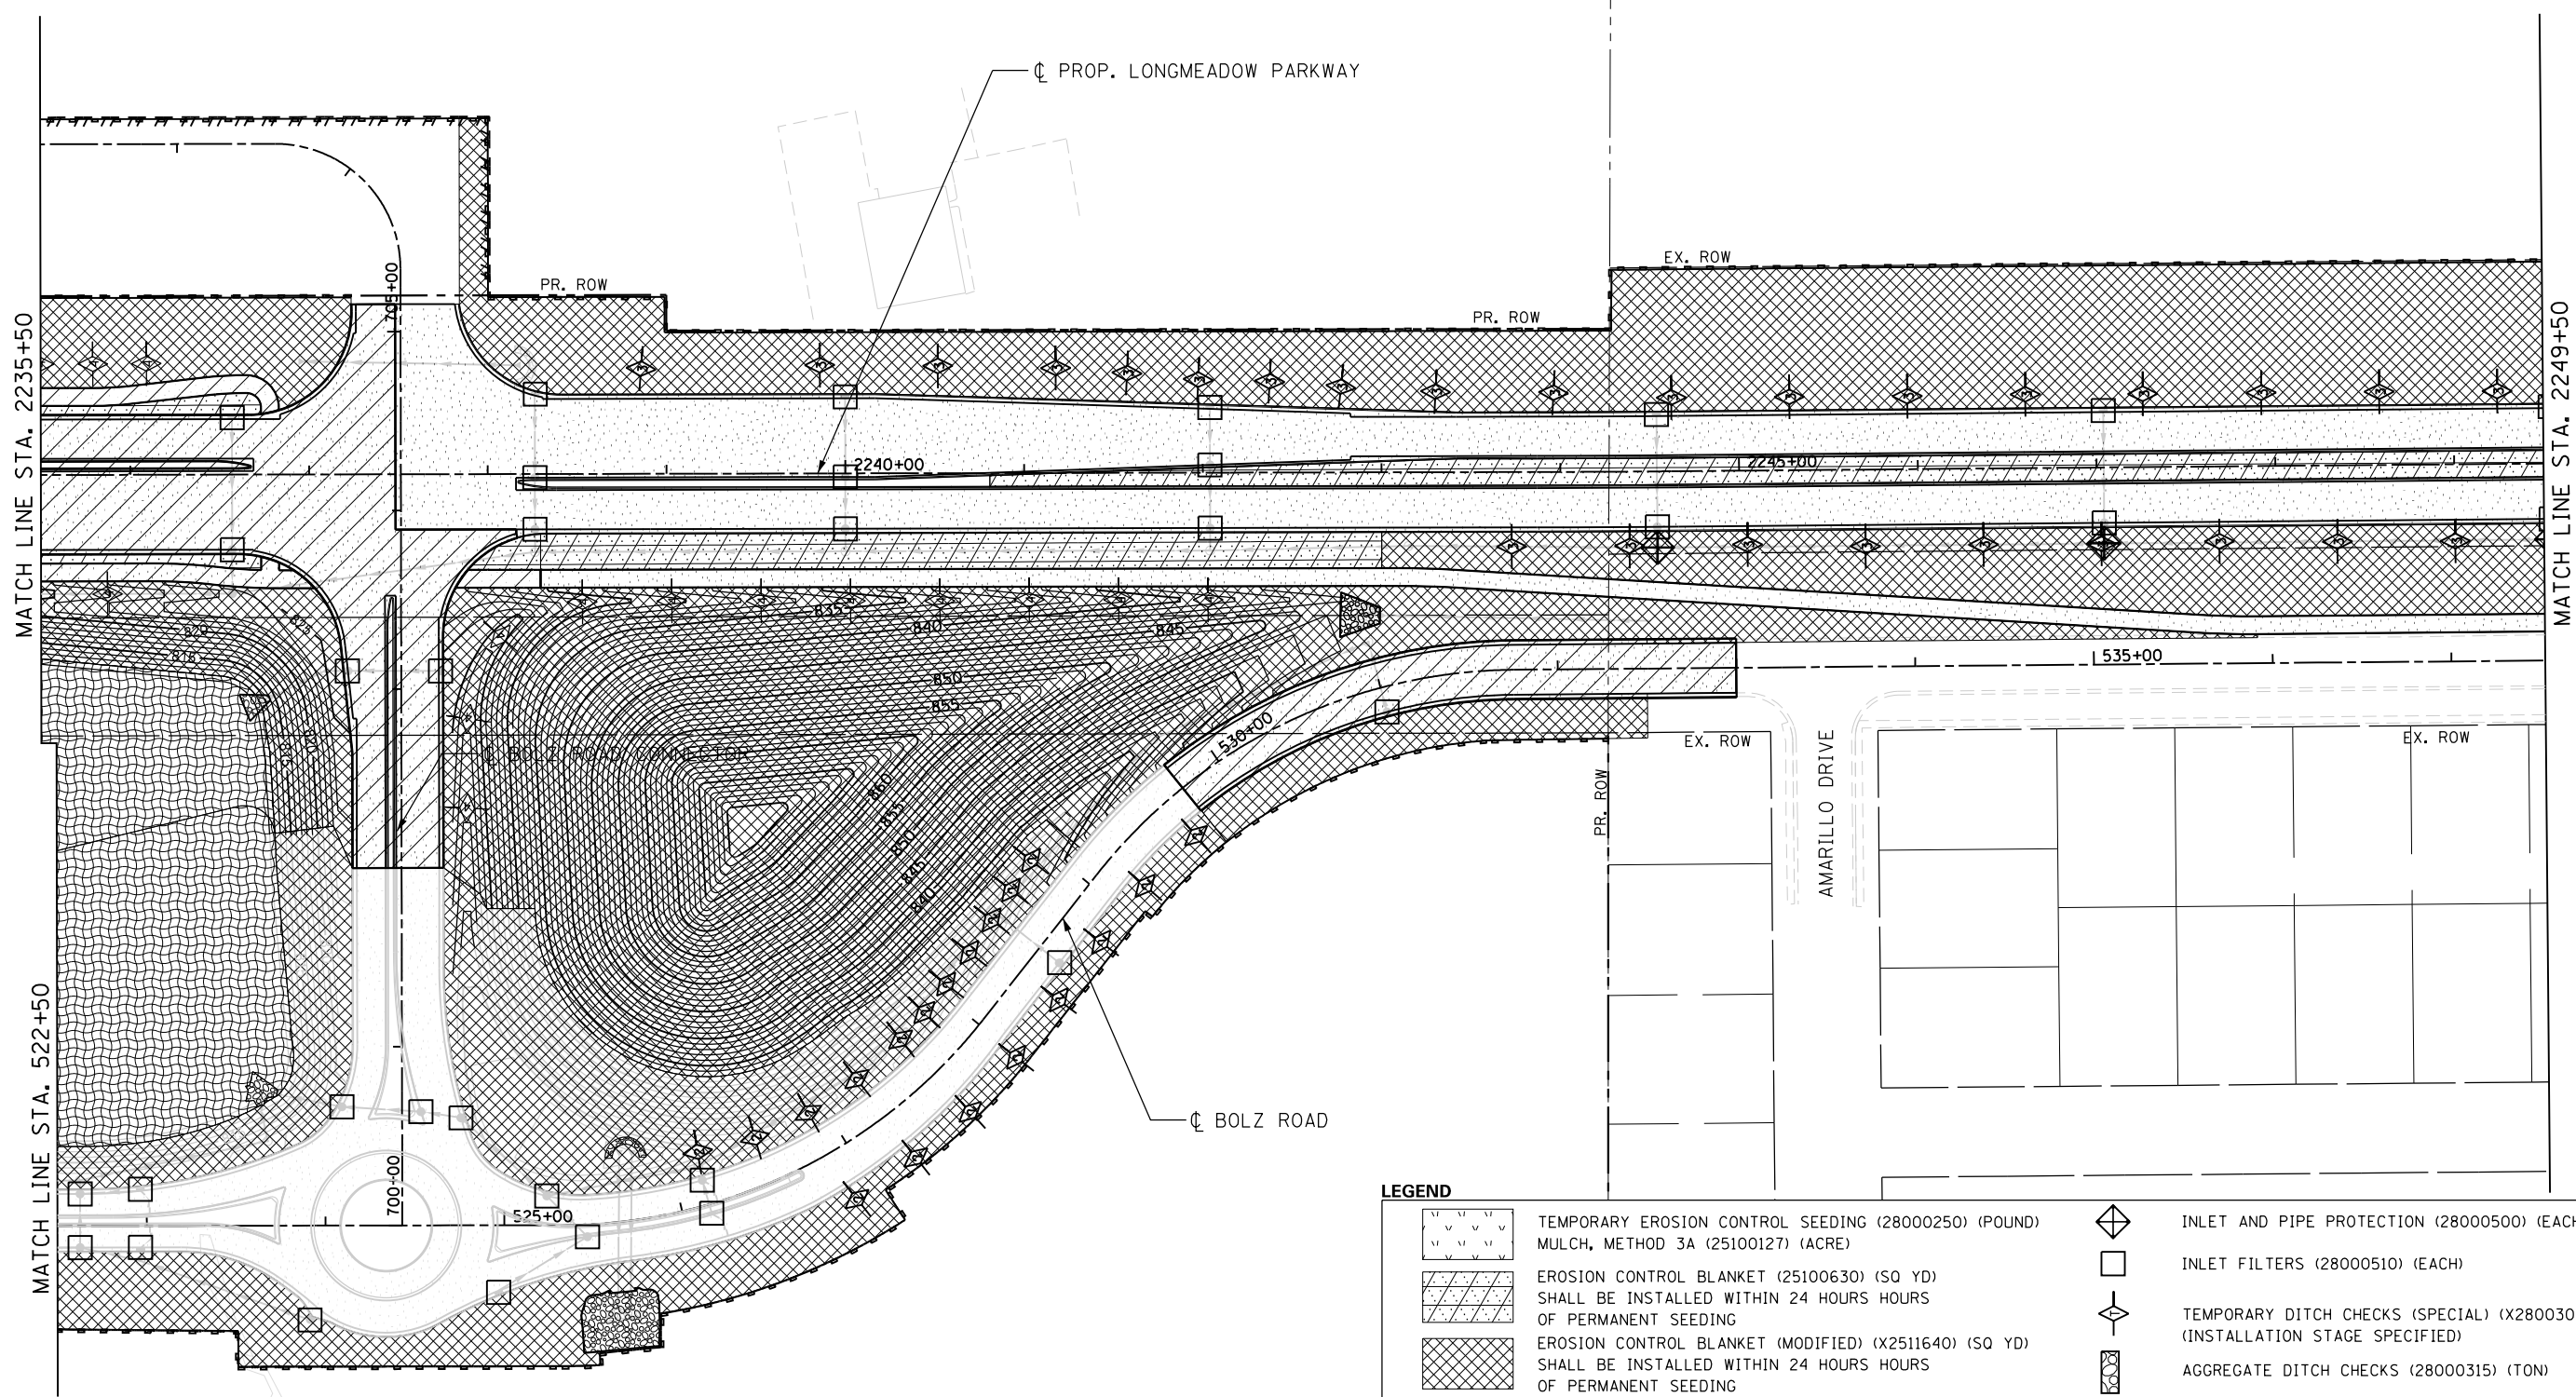 ℄ PROP. LONGMEADOW PARKWAY
EX. ROW
PR. ROW
PR. ROW
705+00
MATCH LINE STA. 2235+50
MATCH LINE STA. 2249+50
2240+00
2245+00
835
840
845
850
855
820
815
825
810
815
535+00
530+00
℄ BOLZ ROAD CONNECTOR
EX. ROW
EX. ROW
AMARILLO DRIVE
PR. ROW
860
855
850
845
840
MATCH LINE STA. 522+50
℄ BOLZ ROAD
700+00
525+00
LEGEND
TEMPORARY EROSION CONTROL SEEDING (28000250) (POUND)
MULCH, METHOD 3A (25100127) (ACRE)
EROSION CONTROL BLANKET (25100630) (SQ YD)
SHALL BE INSTALLED WITHIN 24 HOURS HOURS
OF PERMANENT SEEDING
EROSION CONTROL BLANKET (MODIFIED) (X2511640) (SQ YD)
SHALL BE INSTALLED WITHIN 24 HOURS HOURS
OF PERMANENT SEEDING
INLET AND PIPE PROTECTION (28000500) (EACH
INLET FILTERS (28000510) (EACH)
TEMPORARY DITCH CHECKS (SPECIAL) (X280030
(INSTALLATION STAGE SPECIFIED)
AGGREGATE DITCH CHECKS (28000315) (TON)